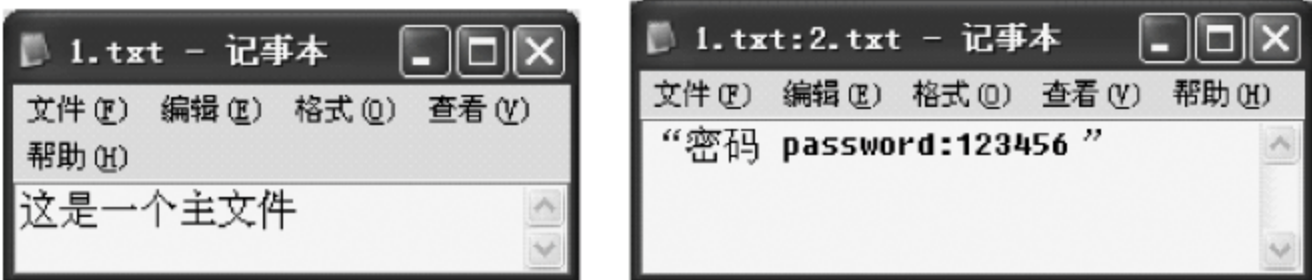 1.txt - 记事本
文件(F) 编辑(E) 格式(O) 查看(V)
帮助(H)
这是一个主文件
1.txt:2.txt - 记事本
文件(F) 编辑(E) 格式(O) 查看(V) 帮助(H)
“密码 password:123456 ”